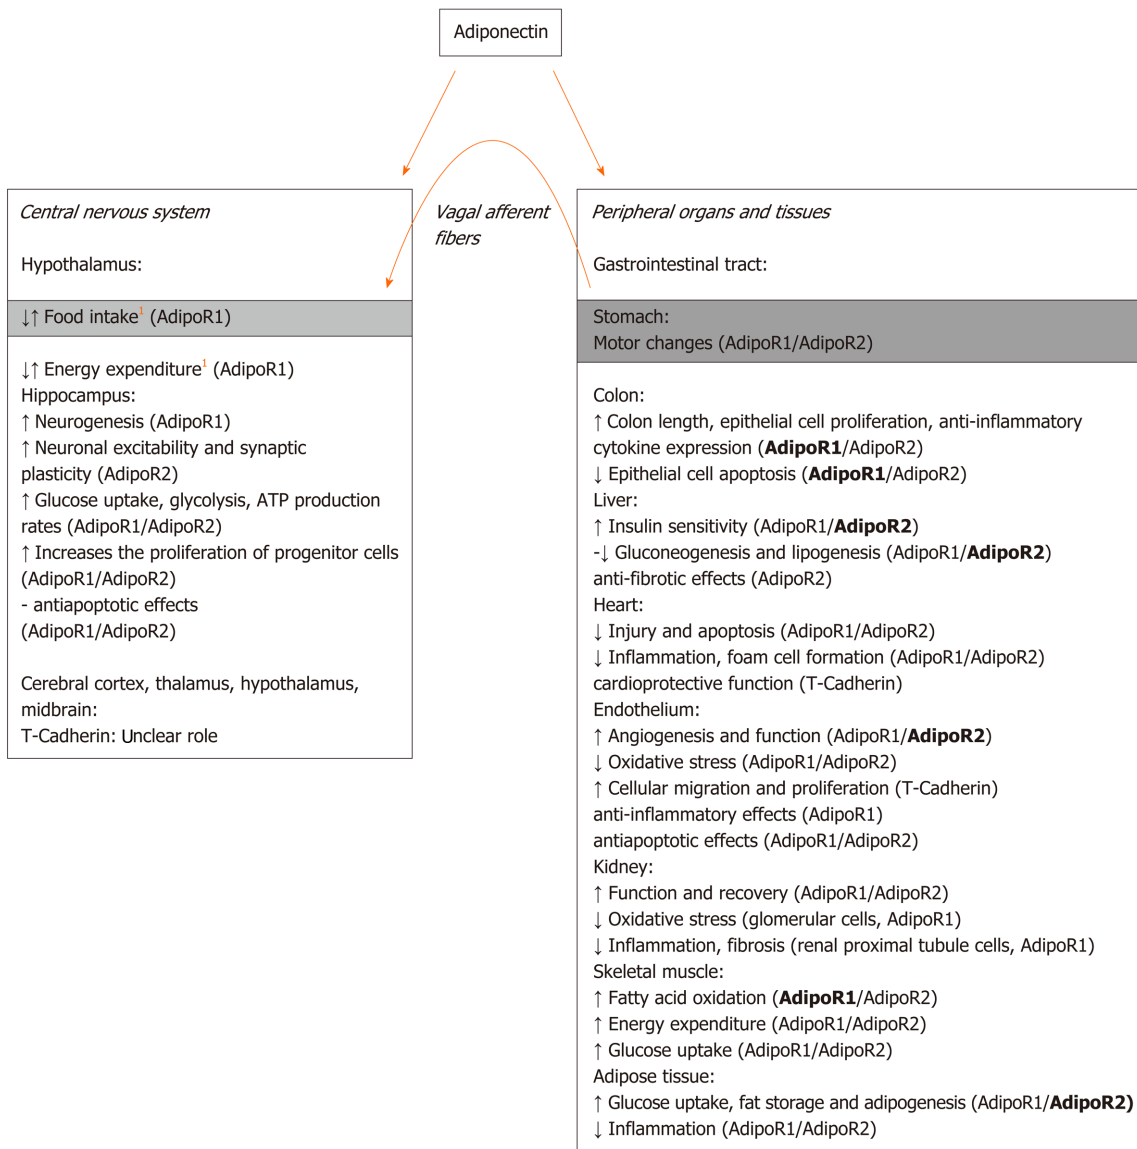 Adiponectin
Central nervous system
Hypothalamus:
↓↑ Food intake¹ (AdipoR1)
↓↑ Energy expenditure¹ (AdipoR1)
Hippocampus:
↑ Neurogenesis (AdipoR1)
↑ Neuronal excitability and synaptic
plasticity (AdipoR2)
↑ Glucose uptake, glycolysis, ATP production
rates (AdipoR1/AdipoR2)
↑ Increases the proliferation of progenitor cells
(AdipoR1/AdipoR2)
- antiapoptotic effects
(AdipoR1/AdipoR2)
Cerebral cortex, thalamus, hypothalamus,
midbrain:
T-Cadherin: Unclear role
Vagal afferent
fibers
Peripheral organs and tissues
Gastrointestinal tract:
Stomach:
Motor changes (AdipoR1/AdipoR2)
Colon:
↑ Colon length, epithelial cell proliferation, anti-inflammatory
cytokine expression (AdipoR1/AdipoR2)
↓ Epithelial cell apoptosis (AdipoR1/AdipoR2)
Liver:
↑ Insulin sensitivity (AdipoR1/AdipoR2)
-↓ Gluconeogenesis and lipogenesis (AdipoR1/AdipoR2)
anti-fibrotic effects (AdipoR2)
Heart:
↓ Injury and apoptosis (AdipoR1/AdipoR2)
↓ Inflammation, foam cell formation (AdipoR1/AdipoR2)
cardioprotective function (T-Cadherin)
Endothelium:
↑ Angiogenesis and function (AdipoR1/AdipoR2)
↓ Oxidative stress (AdipoR1/AdipoR2)
↑ Cellular migration and proliferation (T-Cadherin)
anti-inflammatory effects (AdipoR1)
antiapoptotic effects (AdipoR1/AdipoR2)
Kidney:
↑ Function and recovery (AdipoR1/AdipoR2)
↓ Oxidative stress (glomerular cells, AdipoR1)
↓ Inflammation, fibrosis (renal proximal tubule cells, AdipoR1)
Skeletal muscle:
↑ Fatty acid oxidation (AdipoR1/AdipoR2)
↑ Energy expenditure (AdipoR1/AdipoR2)
↑ Glucose uptake (AdipoR1/AdipoR2)
Adipose tissue:
↑ Glucose uptake, fat storage and adipogenesis (AdipoR1/AdipoR2)
↓ Inflammation (AdipoR1/AdipoR2)